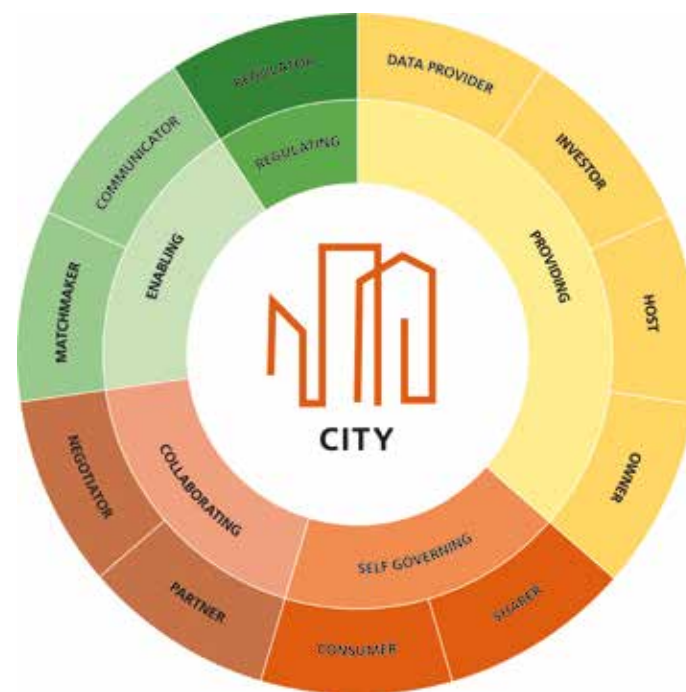 REGULATOR
DATA PROVIDER
INVESTOR
HOST
OWNER
SHARER
CONSUMER
PARTNER
NEGOTIATOR
MATCHMAKER
COMMUNICATOR
REGULATING
PROVIDING
SELF GOVERNING
COLLABORATING
ENABLING
CITY